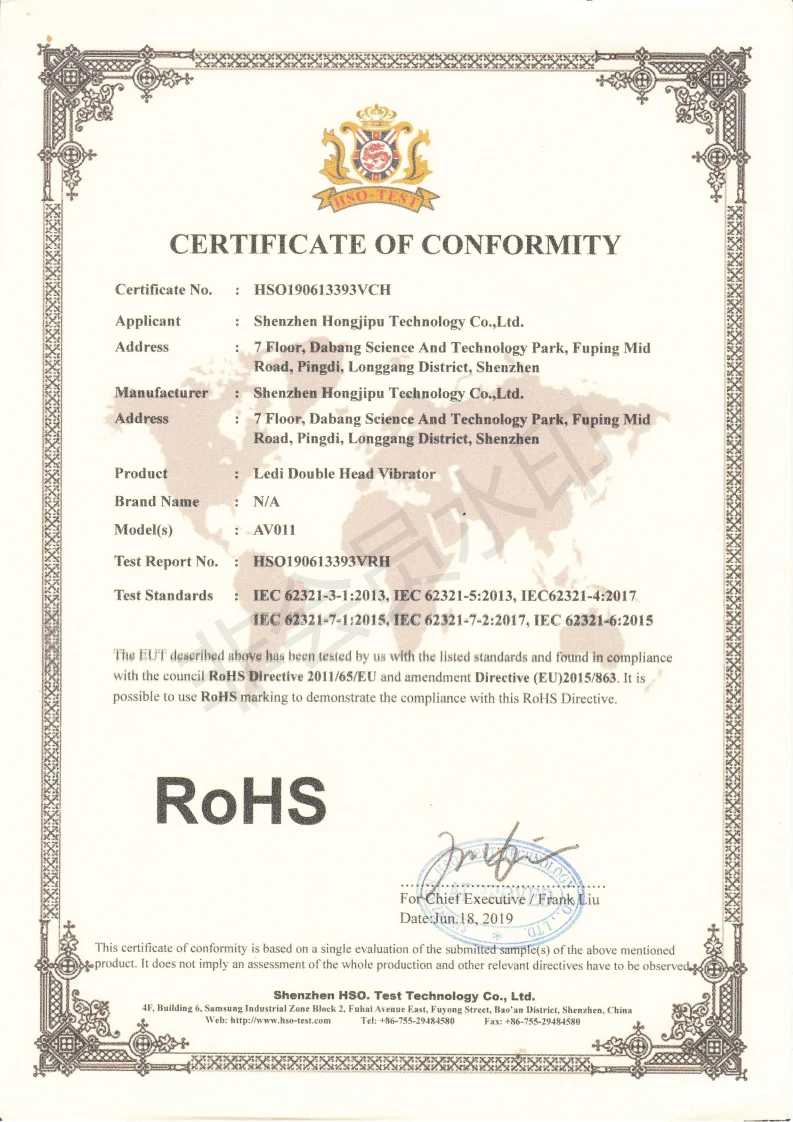 HSO-TEST
CERTIFICATE OF CONFORMITY
Certificate No. : HSO190613393VCH
Applicant : Shenzhen Hongjipu Technology Co.,Ltd.
Address : 7 Floor, Dabang Science And Technology Park, Fuping Mid
Road, Pingdi, Longgang District, Shenzhen
Manufacturer : Shenzhen Hongjipu Technology Co.,Ltd.
Address : 7 Floor, Dabang Science And Technology Park, Fuping Mid
Road, Pingdi, Longgang District, Shenzhen
Product : Ledi Double Head Vibrator
Brand Name : N/A
Model(s) : AV011
Test Report No. : HSO190613393VRH
Test Standards : IEC 62321-3-1:2013, IEC 62321-5:2013, IEC62321-4:2017
IEC 62321-7-1:2015, IEC 62321-7-2:2017, IEC 62321-6:2015
The EUT described above has been tested by us with the listed standards and found in compliance
with the council RoHS Directive 2011/65/EU and amendment Directive (EU)2015/863. It is
possible to use RoHS marking to demonstrate the compliance with this RoHS Directive.
非会员水印
RoHS
For Chief Executive / Frank Liu
Date:Jun.18, 2019
This certificate of conformity is based on a single evaluation of the submitted sample(s) of the above mentioned
product. It does not imply an assessment of the whole production and other relevant directives have to be observed.
Shenzhen HSO. Test Technology Co., Ltd.
4F, Building 6, Samsung Industrial Zone Block 2, Fuhai Avenue East, Fuyong Street, Bao'an District, Shenzhen, China
Web: http://www.hso-test.com Tel: +86-755-29484580 Fax: +86-755-29484580